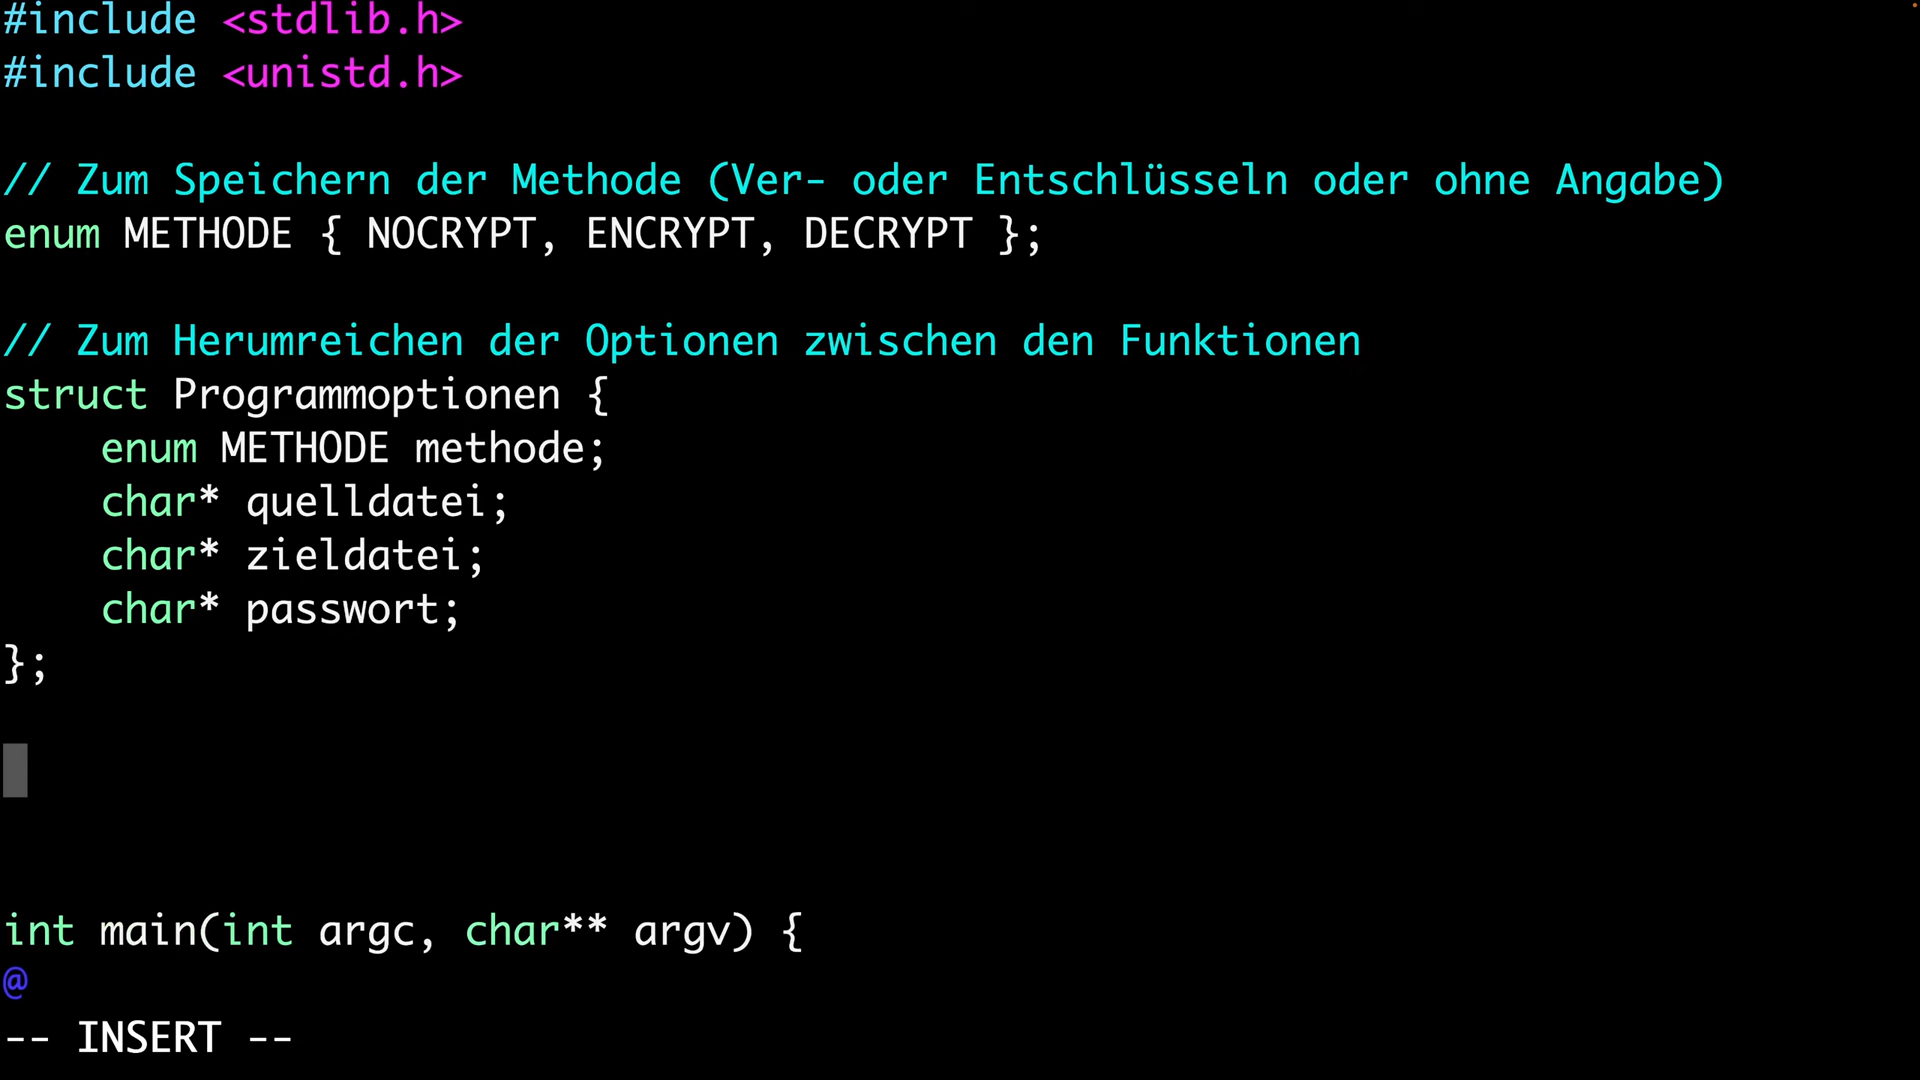 #include <stdlib.h>
#include <unistd.h>
// Zum Speichern der Methode (Ver- oder Entschlüsseln oder ohne Angabe)
enum METHODE { NOCRYPT, ENCRYPT, DECRYPT };
// Zum Herumreichen der Optionen zwischen den Funktionen
struct Programmoptionen {
    enum METHODE methode;
    char* quelldatei;
    char* zieldatei;
    char* passwort;
};
int main(int argc, char** argv) {
@
-- INSERT --